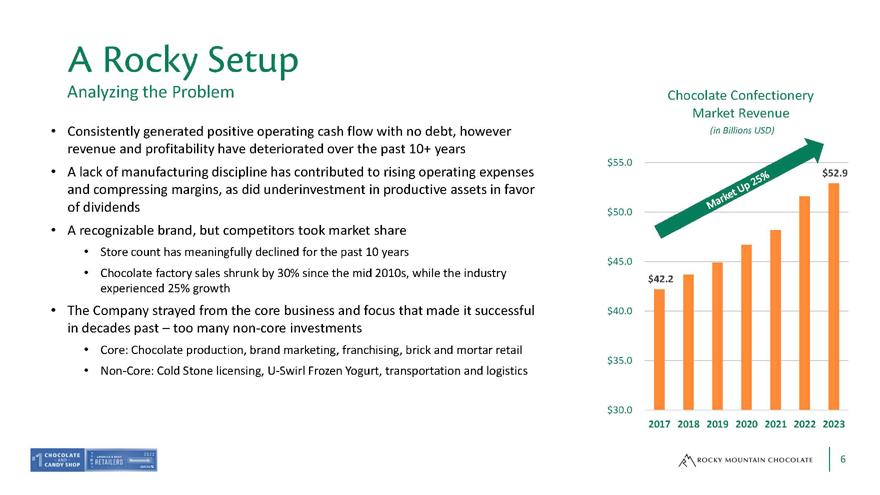 A Rocky Setup
Analyzing the Problem
• Consistently generated positive operating cash flow with no debt, however
revenue and profitability have deteriorated over the past 10+ years
• A lack of manufacturing discipline has contributed to rising operating expenses
and compressing margins, as did underinvestment in productive assets in favor
of dividends
• A recognizable brand, but competitors took market share
• Store count has meaningfully declined for the past 10 years
• Chocolate factory sales shrunk by 30% since the mid 2010s, while the industry
experienced 25% growth
• The Company strayed from the core business and focus that made it successful
in decades past – too many non-core investments
• Core: Chocolate production, brand marketing, franchising, brick and mortar retail
• Non-Core: Cold Stone licensing, U-Swirl Frozen Yogurt, transportation and logistics
Chocolate Confectionery
Market Revenue
(in Billions USD)
Market Up 25%
$55.0
$50.0
$45.0
$40.0
$35.0
$30.0
$42.2
$52.9
2017 2018 2019 2020 2021 2022 2023
#1 CHOCOLATE
AND
CANDY SHOP
RETAILERS
ROCKY MOUNTAIN CHOCOLATE
6